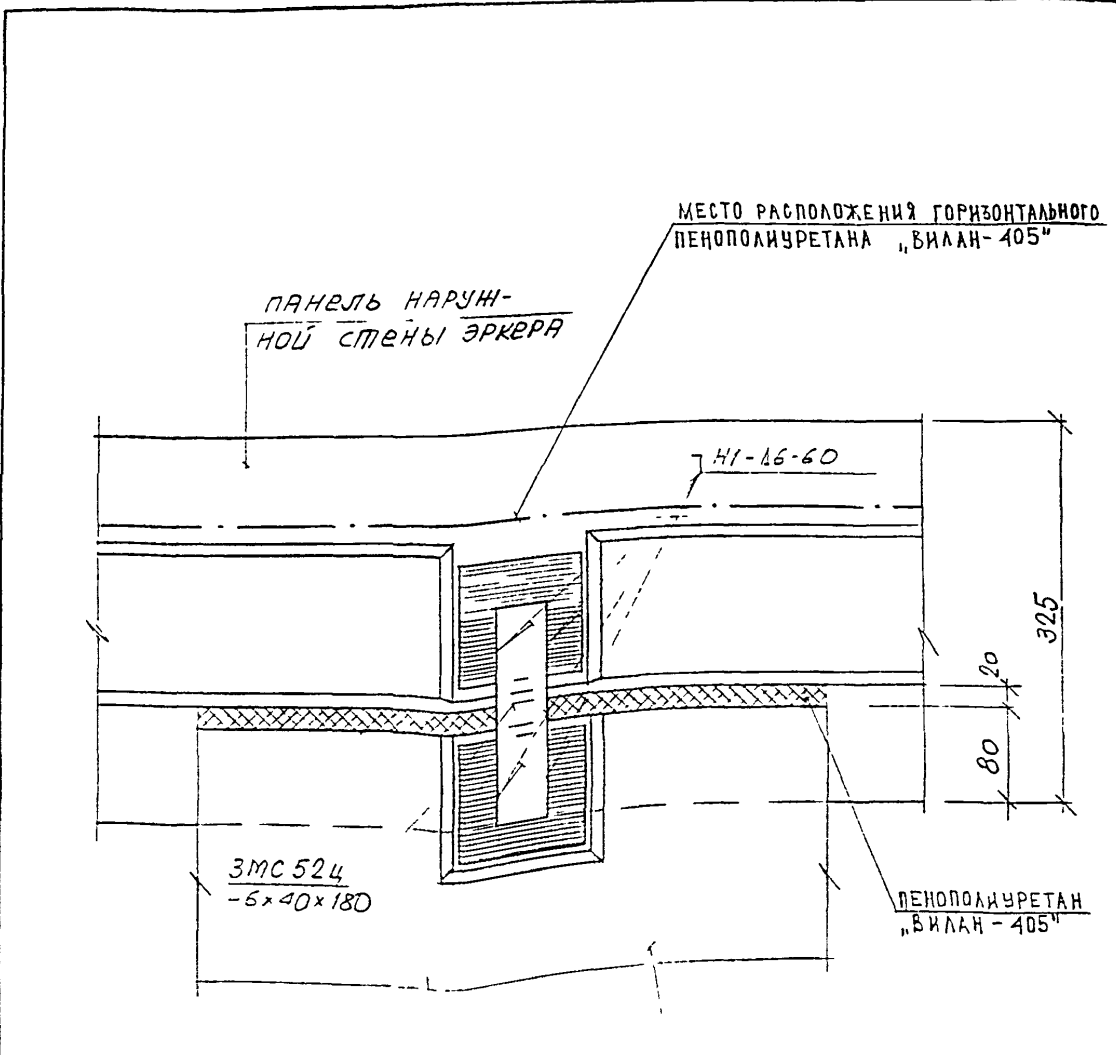 МЕСТО РАСПОЛОЖЕНИЯ ГОРИЗОНТАЛЬНОГО
ПЕНОПОЛИУРЕТАНА „ВИЛАН-405"
ПАНЕЛЬ НАРУЖ-
НОЙ СТЕНЫ ЭРКЕРА
Н1-Δ6-60
325
20
80
ЗМС 52Ц
-6×40×180
ПЕНОПОЛИУРЕТАН
„ВИЛАН-405"